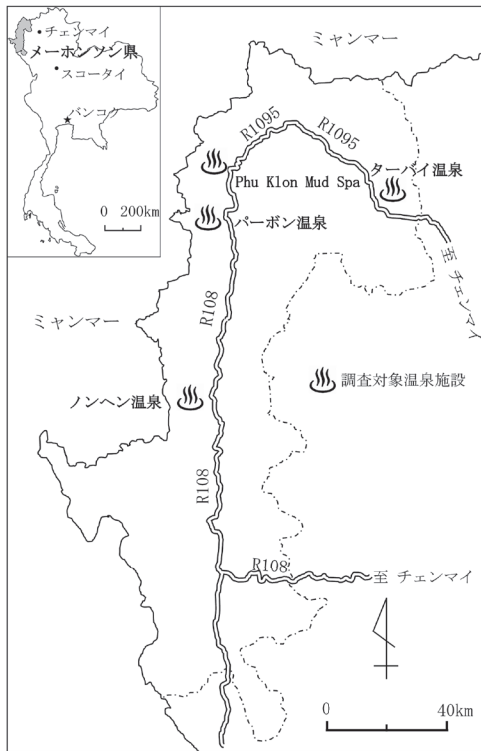 チェンマイ
メーホンソン県
スコータイ
バンコク
0 200km
ミャンマー
R1095
R1095
ターパイ温泉
Phu Klon Mud Spa
パーボン温泉
至 チェンマイ
R108
ミャンマー
調査対象温泉施設
ノンヘン温泉
R108
R108
至 チェンマイ
0 40km